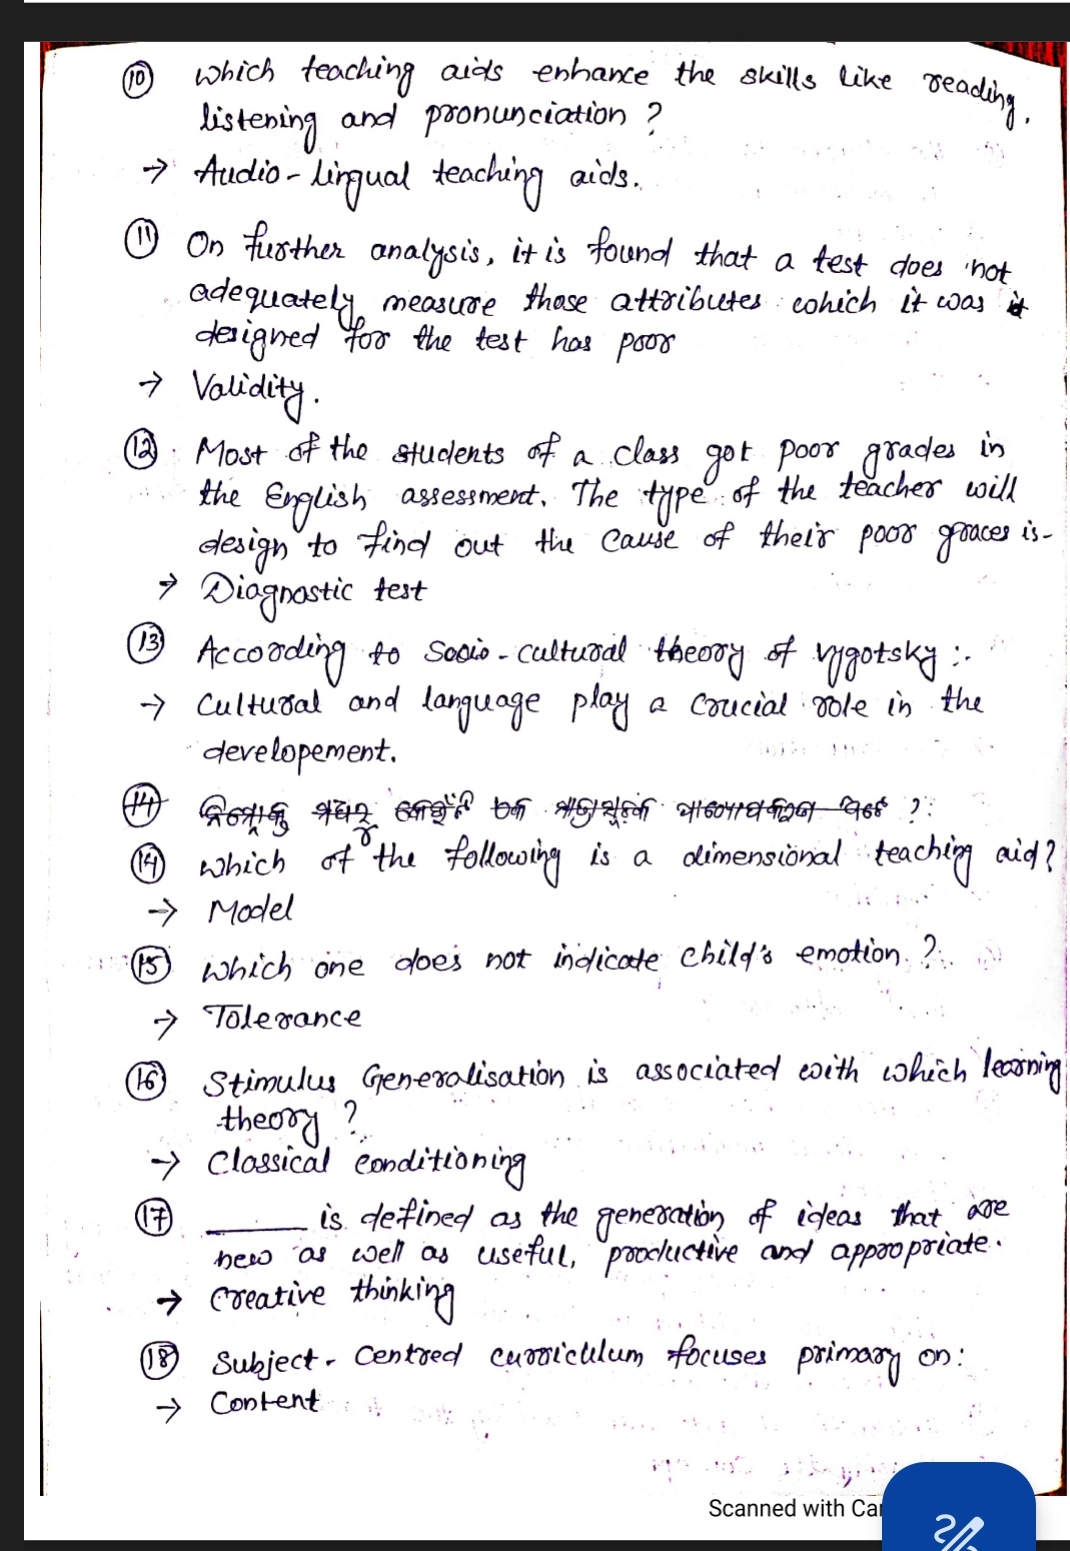 10 Which teaching aids enhance the skills like reading,
listening and pronunciation ?
→ Audio-lingual teaching aids.
11 On further analysis, it is found that a test does not
adequately measure those attributes which it was
designed for the test has poor
→ Validity.
12 Most of the students of a class got poor grades in
the English assessment. The type of the teacher will
design to find out the cause of their poor graces is-
→ Diagnostic test
13 According to Socio-cultural theory of vygotsky :-
→ Cultural and language play a crucial role in the
developement.
14
14 Which of the following is a dimensional teaching aid?
→ Model
15 Which one does not indicate child's emotion ?
→ Tolerance
16 Stimulus Generalisation is associated with which learning
theory ?
→ Classical conditioning
17 ______ is defined as the generation of ideas that are
new as well as useful, productive and appropriate.
→ Creative thinking
18 Subject-Centred curriculum focuses primary on:
→ Content
Scanned with